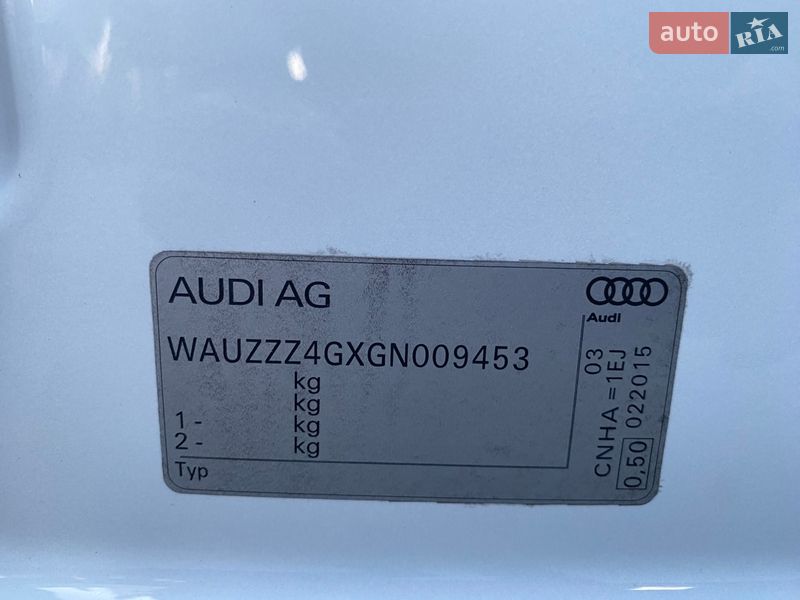 auto RIA .com
AUDI AG
Audi
WAUZZZ4GXGN009453
kg
kg
1- kg
2- kg
Typ
03
CNHA =1EJ
0,50 022015